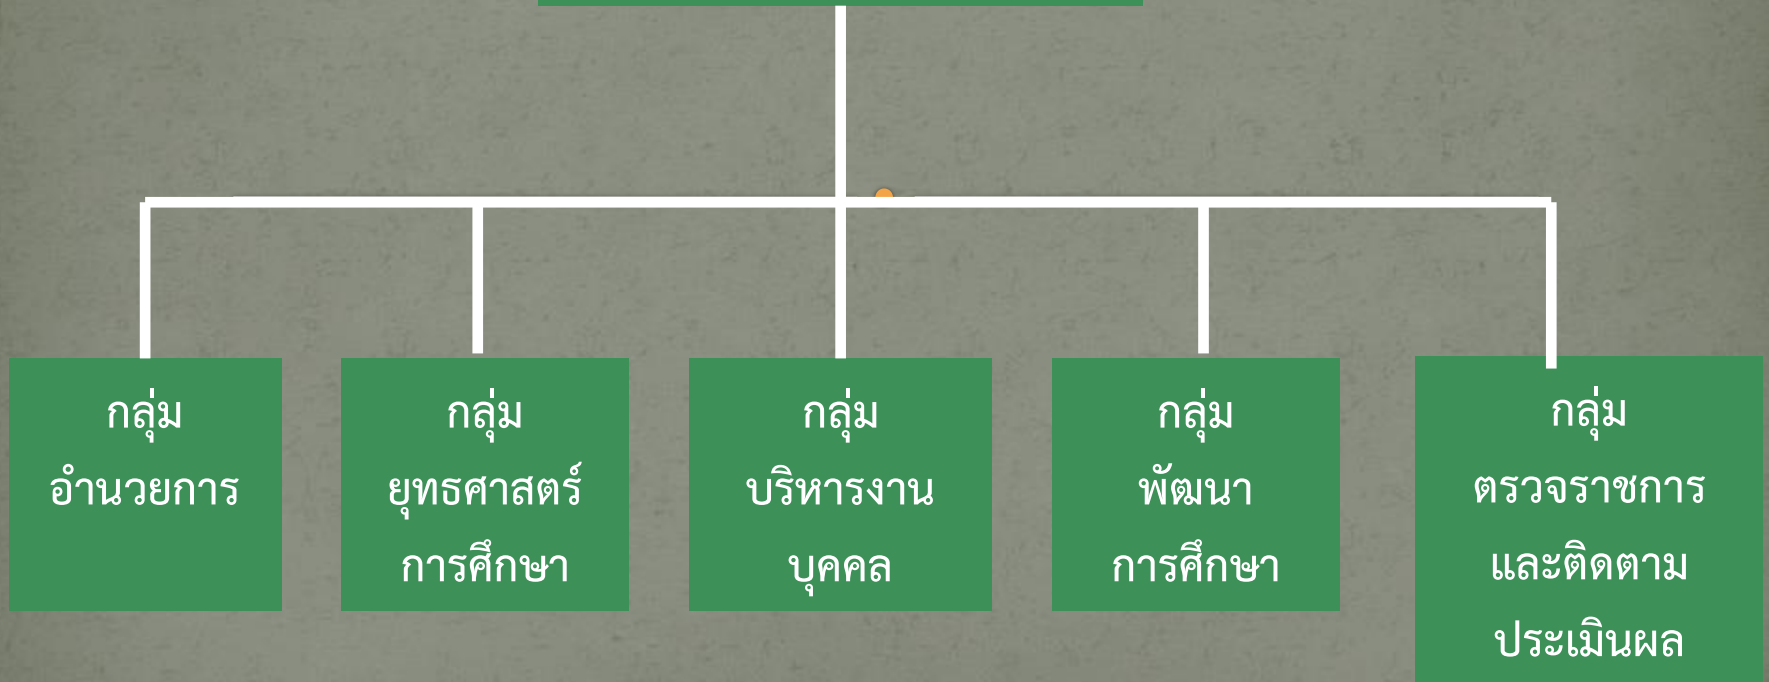 กลุ่ม
อำนวยการ
กลุ่ม
ยุทธศาสตร์
การศึกษา
กลุ่ม
บริหารงาน
บุคคล
กลุ่ม
พัฒนา
การศึกษา
กลุ่ม
ตรวจราชการ
และติดตาม
ประเมินผล